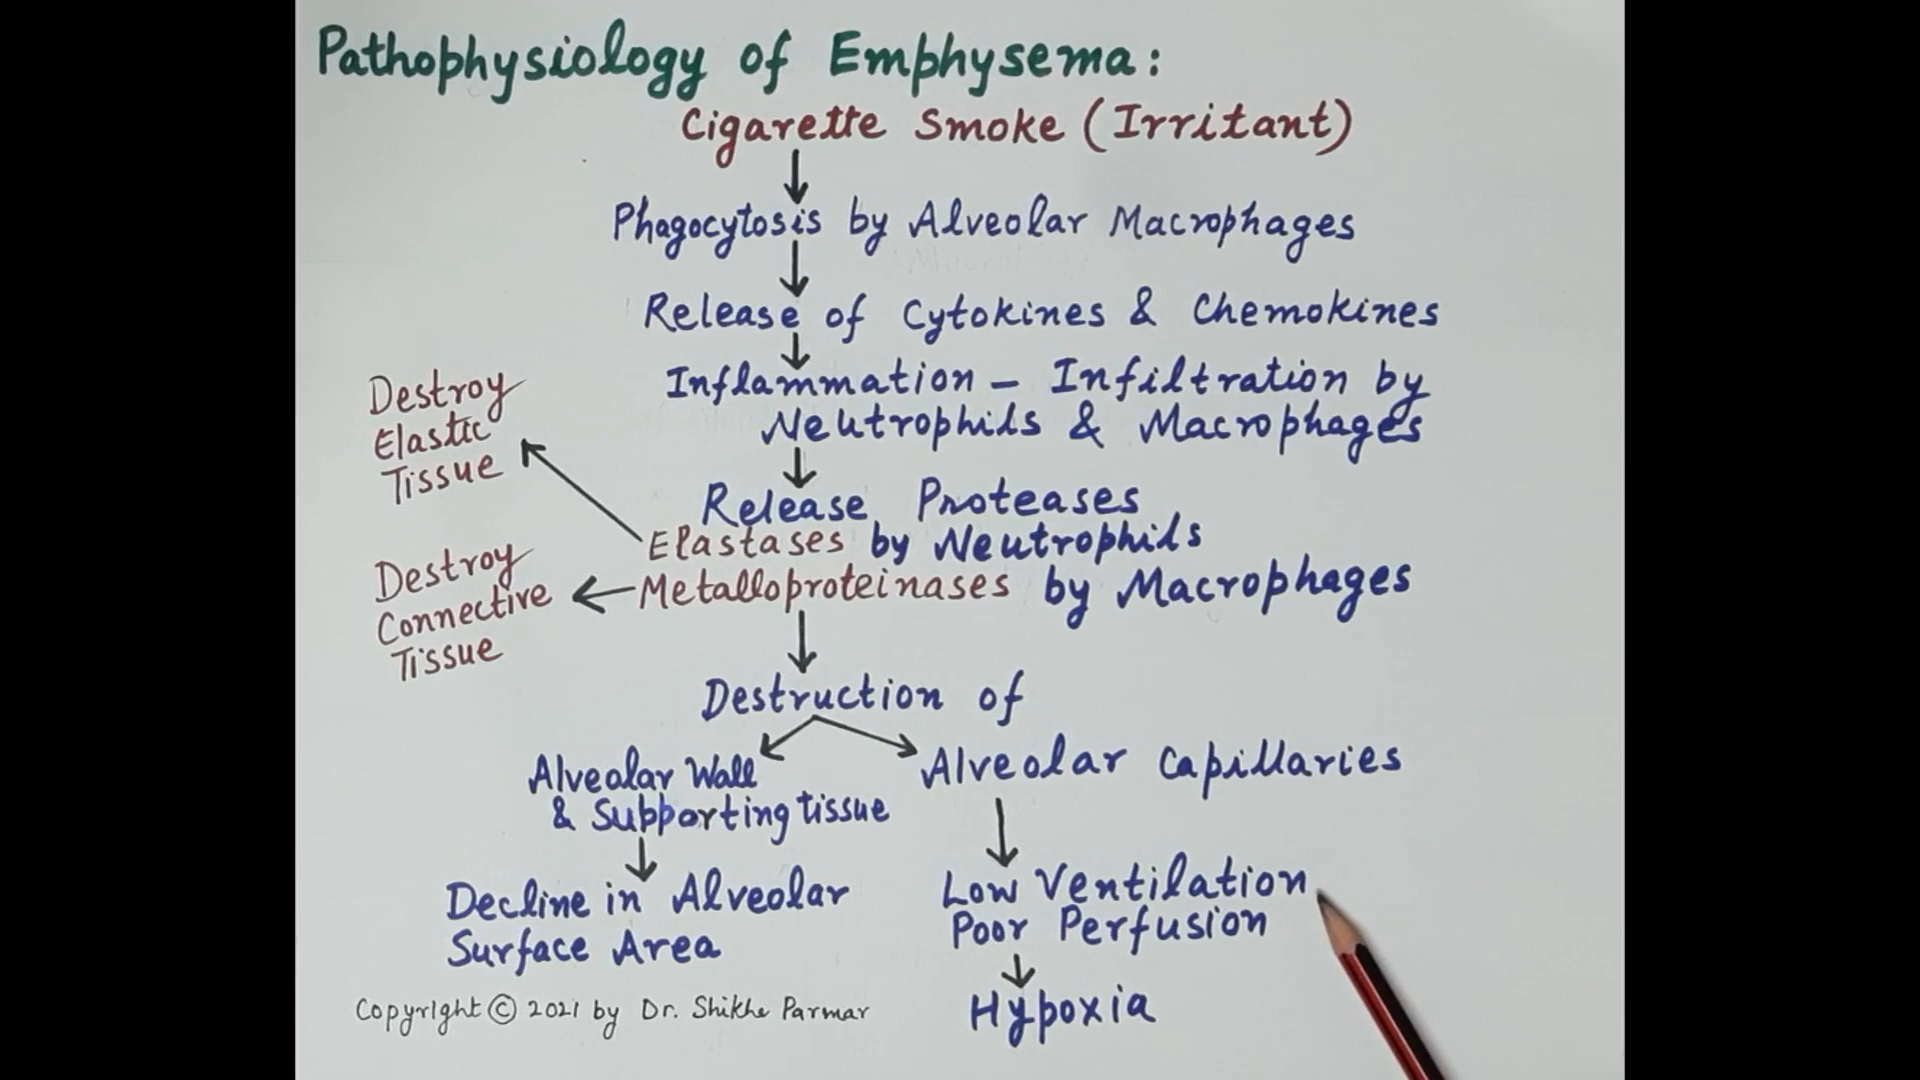 Pathophysiology of Emphysema:
Cigarette Smoke (Irritant)
Phagocytosis by Alveolar Macrophages
Release of Cytokines & Chemokines
Inflammation - Infiltration by
Neutrophils & Macrophages
Release Proteases
Elastases by Neutrophils
Metalloproteinases by Macrophages
Destroy
Elastic
Tissue
Destroy
Connective
Tissue
Destruction of
Alveolar Wall
& Supporting tissue
Alveolar Capillaries
Decline in Alveolar
Surface Area
Low Ventilation
Poor Perfusion
Hypoxia
Copyright © 2021 by Dr. Shikha Parmar